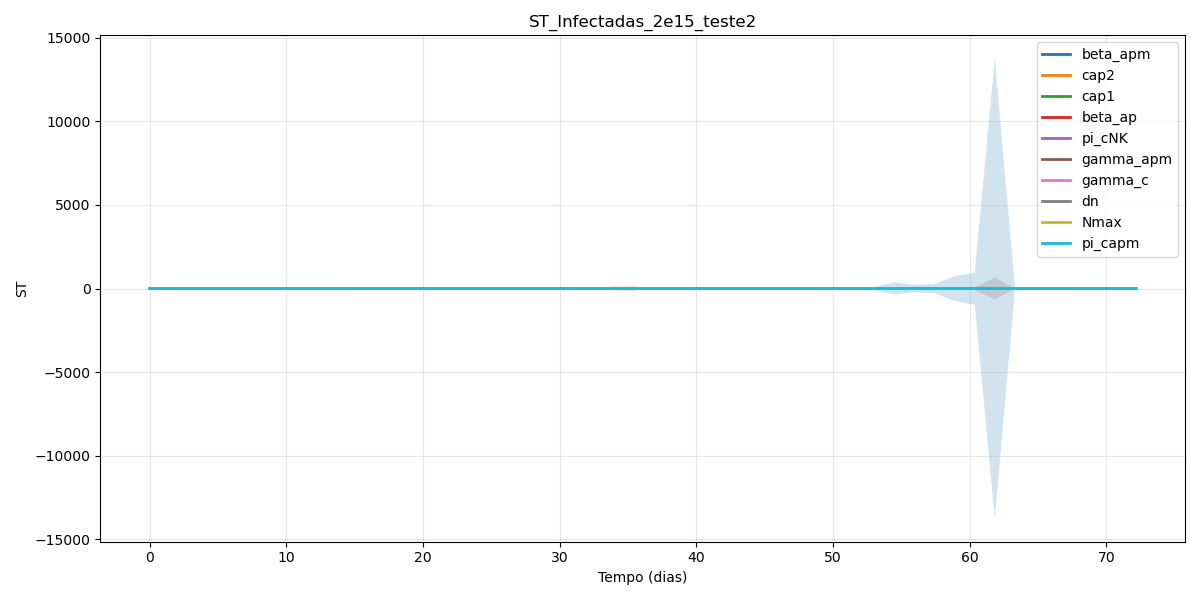 ST_Infectadas_2e15_teste2
15000
10000
5000
0
−5000
−10000
−15000
ST
0 10 20 30 40 50 60 70
Tempo (dias)
beta_apm
cap2
cap1
beta_ap
pi_cNK
gamma_apm
gamma_c
dn
Nmax
pi_capm